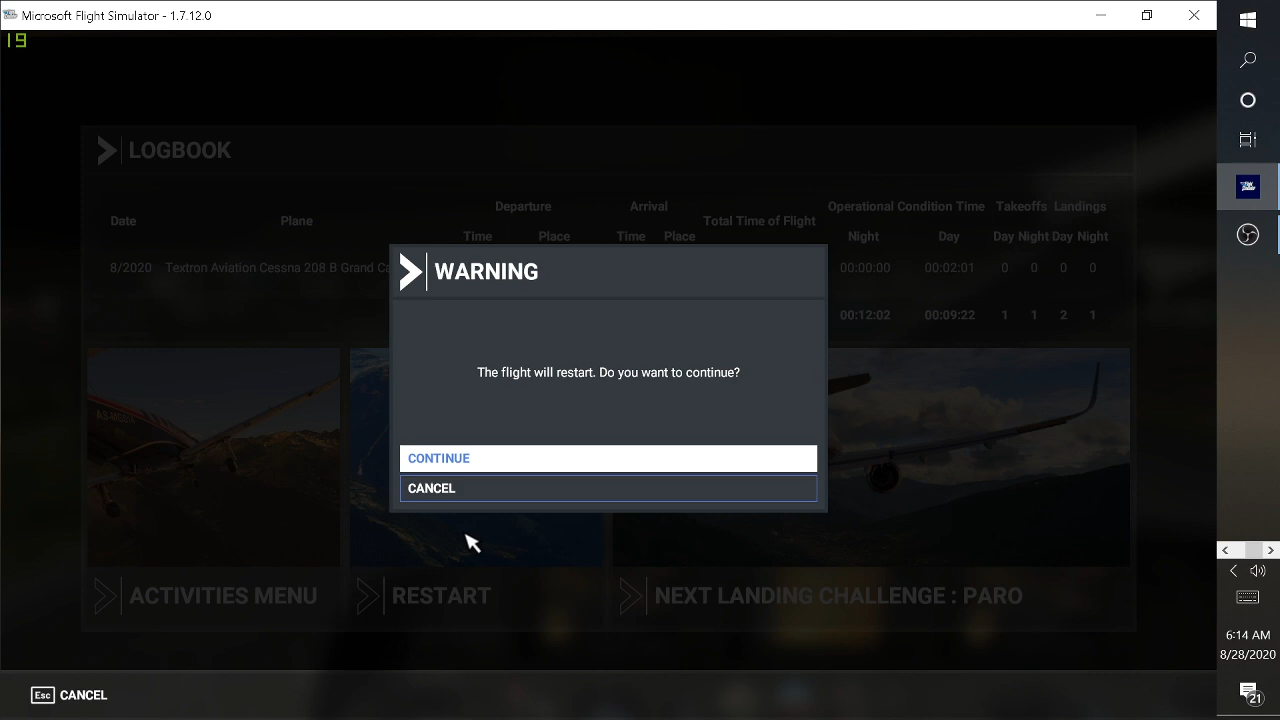 Microsoft Flight Simulator - 1.7.12.0
19
LOGBOOK
Date Plane Departure Arrival Total Time of Flight Operational Condition Time Takeoffs Landings
Time Place Time Place Night Day Day Night Day Night
8/2020 Textron Aviation Cessna 208 B Grand Ca 00:00:00 00:02:01 0 0 0 0
00:12:02 00:09:22 1 1 2 1
WARNING
The flight will restart. Do you want to continue?
CONTINUE
CANCEL
ACTIVITIES MENU
RESTART
NEXT LANDING CHALLENGE : PARO
Esc CANCEL
6:14 AM
8/28/2020
21